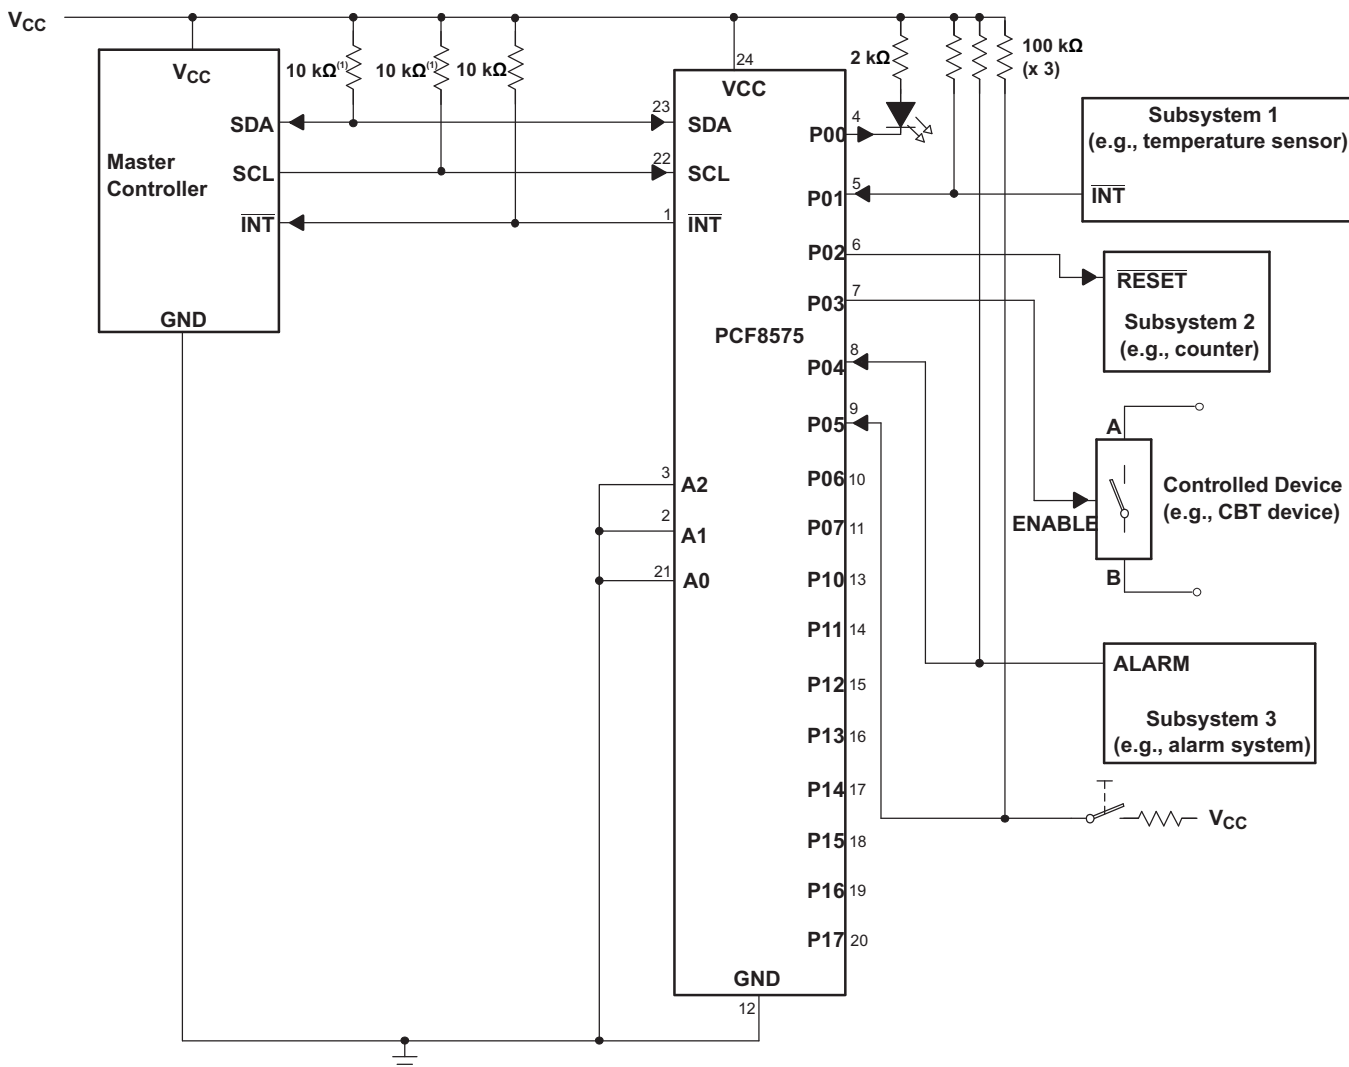 V_CC
V_CC
SDA
Master
Controller
SCL
INT
GND
10 kΩ(1)
10 kΩ(1)
10 kΩ
24
VCC
23
SDA
22
SCL
1
INT
PCF8575
3
A2
2
A1
21
A0
GND
12
P00
4
P01
5
P02
6
P03
7
P04
8
P05
9
P06
10
P07
11
P10
13
P11
14
P12
15
P13
16
P14
17
P15
18
P16
19
P17
20
2 kΩ
100 kΩ
(x 3)
Subsystem 1
(e.g., temperature sensor)
INT
RESET
Subsystem 2
(e.g., counter)
A
Controlled Device
(e.g., CBT device)
ENABLE
B
ALARM
Subsystem 3
(e.g., alarm system)
V_CC